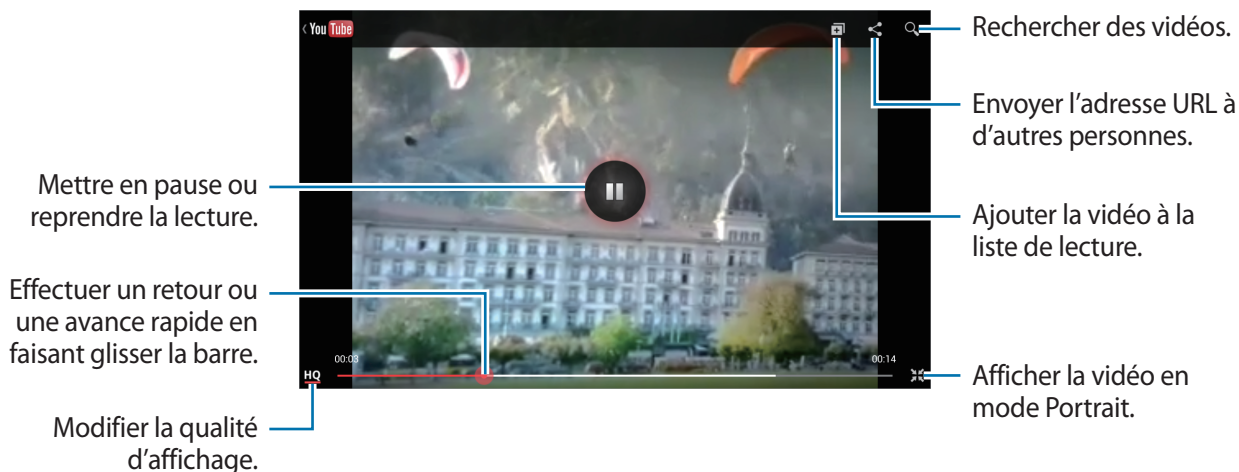 You Tube
Rechercher des vidéos.
Envoyer l’adresse URL à
d’autres personnes.
Mettre en pause ou
reprendre la lecture.
Ajouter la vidéo à la
liste de lecture.
Effectuer un retour ou
une avance rapide en
faisant glisser la barre.
00:03
00:14
HQ
Afficher la vidéo en
mode Portrait.
Modifier la qualité
d’affichage.